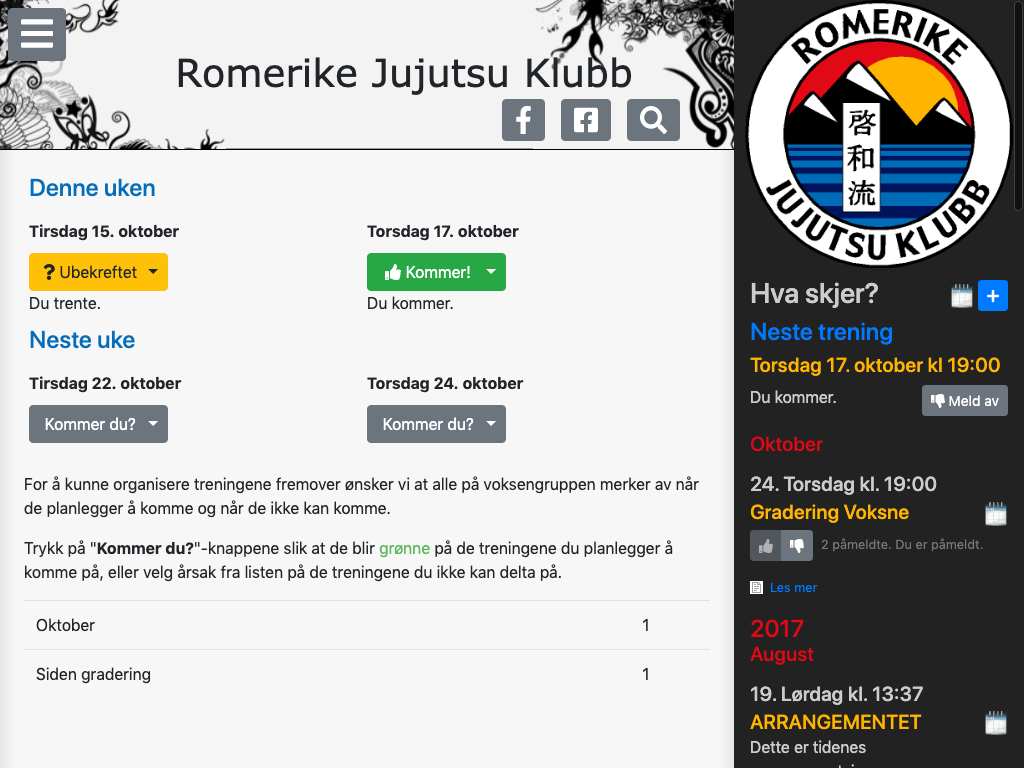 Romerike Jujutsu Klubb
Denne uken
Tirsdag 15. oktober
Ubekreftet
Du trente.
Torsdag 17. oktober
Kommer!
Du kommer.
Neste uke
Tirsdag 22. oktober
Kommer du?
Torsdag 24. oktober
Kommer du?
For å kunne organisere treningene fremover ønsker vi at alle på voksengruppen merker av når
de planlegger å komme og når de ikke kan komme.
Trykk på "Kommer du?"-knappene slik at de blir grønne på de treningene du planlegger å
komme på, eller velg årsak fra listen på de treningene du ikke kan delta på.
Oktober 1
Siden gradering 1
ROMERIKE
啓和流
JUJUTSU KLUBB
Hva skjer?
Neste trening
Torsdag 17. oktober kl 19:00
Du kommer.
Meld av
Oktober
24. Torsdag kl. 19:00
Gradering Voksne
2 påmeldte. Du er påmeldt.
Les mer
2017
August
19. Lørdag kl. 13:37
ARRANGEMENTET
Dette er tidenes